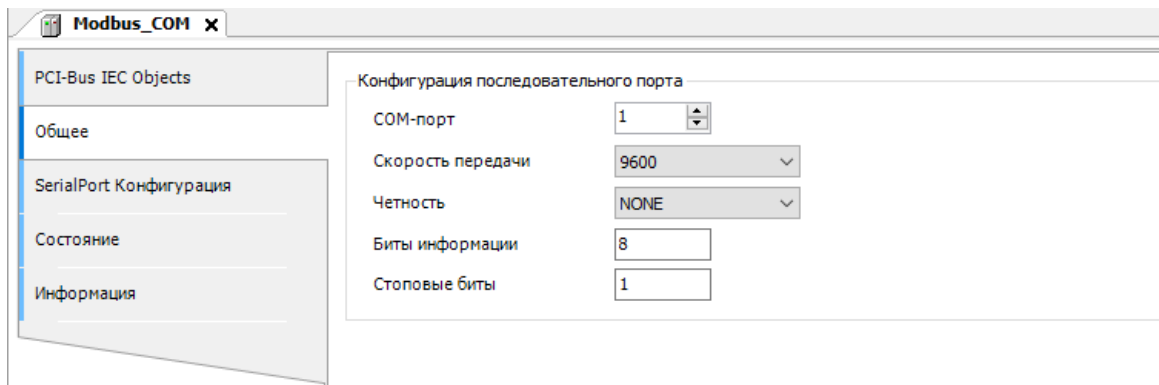 Modbus_COM
PCI-Bus IEC Objects
Общее
SerialPort Конфигурация
Состояние
Информация
Конфигурация последовательного порта
COM-порт 1
Скорость передачи 9600
Четность NONE
Биты информации 8
Стоповые биты 1